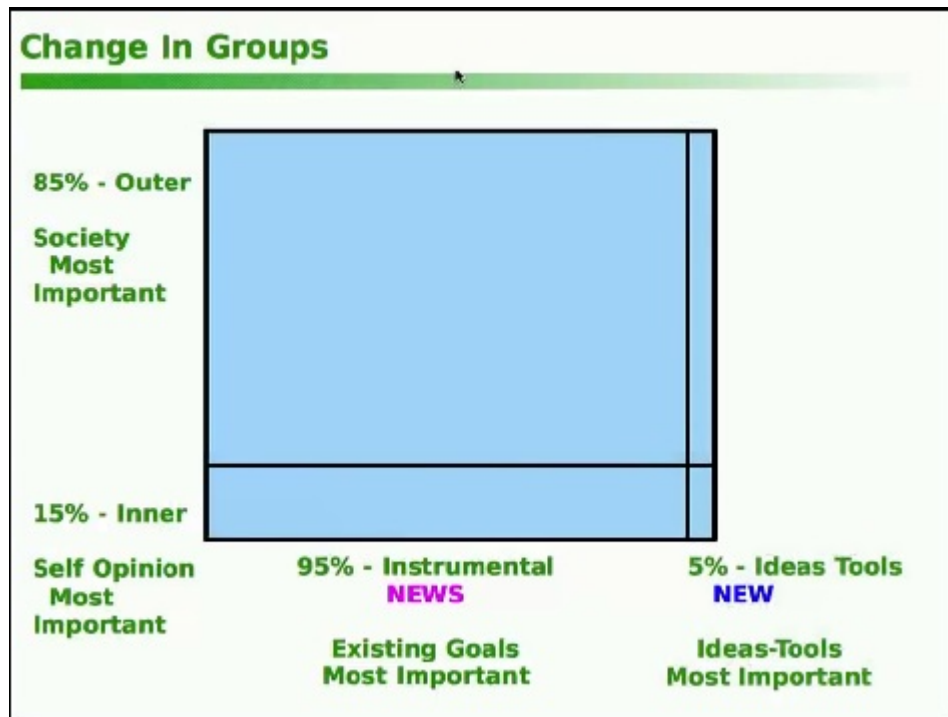 Change In Groups
85% - Outer
Society
Most
Important
15% - Inner
Self Opinion
Most
Important
95% - Instrumental
NEWS
Existing Goals
Most Important
5% - Ideas Tools
NEW
Ideas-Tools
Most Important